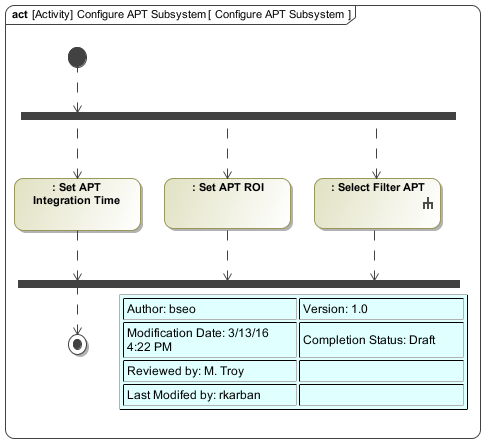 act [Activity] Configure APT Subsystem [ Configure APT Subsystem ]
: Set APT
Integration Time
: Set APT ROI
: Select Filter APT
Author: bseo
Version: 1.0
Modification Date: 3/13/16
4:22 PM
Completion Status: Draft
Reviewed by: M. Troy
Last Modifed by: rkarban